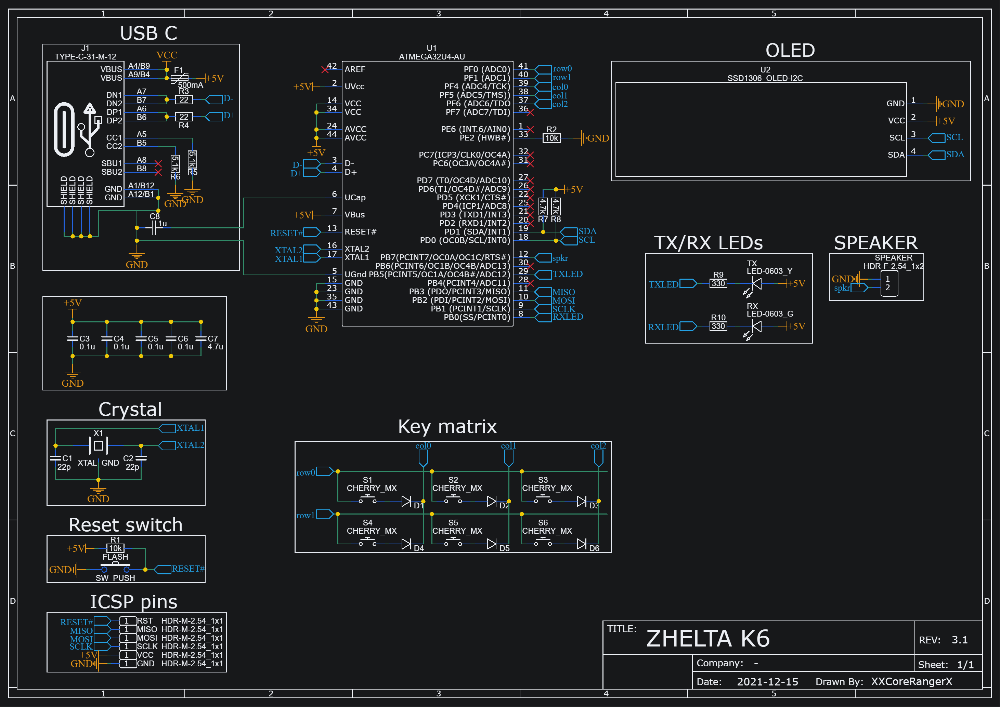 1 2 3 4 5
A
B
C
D
USB C
J1
TYPE-C-31-M-12
VBUS A4/B9
VBUS A9/B4
VCC
F1
500mA
+5V
DN1 A7
DN2 B7
R3
22
D-
DP1 A6
DP2 B6
22
R4
D+
CC1 A5
CC2 B5
5.1k
R6
5.1k
R5
SBU1 A8
SBU2 B8
SHIELD
SHIELD
SHIELD
SHIELD
GND A1/B12
GND A12/B1
GND
GND
C8
1u
GND
+5V
C3
0.1u
C4
0.1u
C5
0.1u
C6
0.1u
C7
4.7u
GND
Crystal
XTAL1
X1
XTAL2
C1
22p
XTAL_GND
C2
22p
GND
Reset switch
+5V
R1
10k
FLASH
GND
RESET#
SW PUSH
ICSP pins
RESET# 1 RST HDR-M-2.54_1x1
MISO 1 MISO HDR-M-2.54_1x1
MOSI 1 MOSI HDR-M-2.54_1x1
SCLK 1 SCLK HDR-M-2.54_1x1
+5V 1 VCC HDR-M-2.54_1x1
GND 1 GND HDR-M-2.54_1x1
U1
ATMEGA32U4-AU
42 AREF
+5V 2 UVcc
14 VCC
34 VCC
24 AVCC
44 AVCC
+5V
D- 3 D-
D+ 4 D+
6 UCap
+5V 7 VBus
RESET# 13 RESET#
XTAL2 16 XTAL2
XTAL1 17 XTAL1
5 UGnd
15 GND
23 GND
35 GND
43 GND
GND
PF0 (ADC0) 41 row0
PF1 (ADC1) 40 row1
PF4 (ADC4/TCK) 39 col0
PF5 (ADC5/TMS)) 38 col1
PF6 (ADC6/TDO 37 col2
PF7 (ADC7/TDI) 36
PE6 (INT.6/AIN0) 1
PE2 (HWB#) 33
R2
10k
GND
PC7(ICP3/CLK0/OC4A) 32
PC6(OC3A/OC4A#) 31
PD7 (T0/OC4D/ADC10) 27
PD6(T1/OC4D#/ADC9) 26
PD5 (XCK1/CTS#) 22
PD4(ICP1/ADC8) 25
PD3 (TXD1/INT3) 21
PD2 (RXD1/INT2) 20
PD1 (SDA/INT1) 19 SDA
PD0 (OC0B/SCL/INT0) 18 SCL
+5V
4.7k
R7
4.7k
R8
PB7(PCINT7/OC0A/OC1C/RTS#) 12 spkr
PB6(PCINT6/OC1B/OC4B/ADC13) 30
PB5(PCINT5/OC1A/OC4B#/ADC12) 29 TXLED
PB4(PCINT4/ADC11) 28
PB3 (PDO/PCINT3/MISO) 11 MISO
PB2 (PDI/PCINT2/MOSI) 10 MOSI
PB1 (PCINT1/SCLK) 9 SCLK
PB0(SS/PCINT0) 8 RXLED
Key matrix
col0 col1 col2
row0
S1
CHERRY_MX
D1
S2
CHERRY_MX
D2
S3
CHERRY_MX
D3
row1
S4
CHERRY_MX
D4
S5
CHERRY_MX
D5
S6
CHERRY_MX
D6
OLED
U2
SSD1306 OLED-I2C
GND 1 GND
VCC 2 +5V
SCL 3 SCL
SDA 4 SDA
TX/RX LEDs
TX
LED-0603_Y
TXLED
R9
330
+5V
RX
LED-0603_G
RXLED
R10
330
+5V
SPEAKER
SPEAKER
HDR-F-2.54_1x2
GND 1
spkr 2
A
B
C
D
TITLE: ZHELTA K6
REV: 3.1
Company: -
Sheet: 1/1
Date: 2021-12-15 Drawn By: XXCoreRangerX
1 2 3 4 5